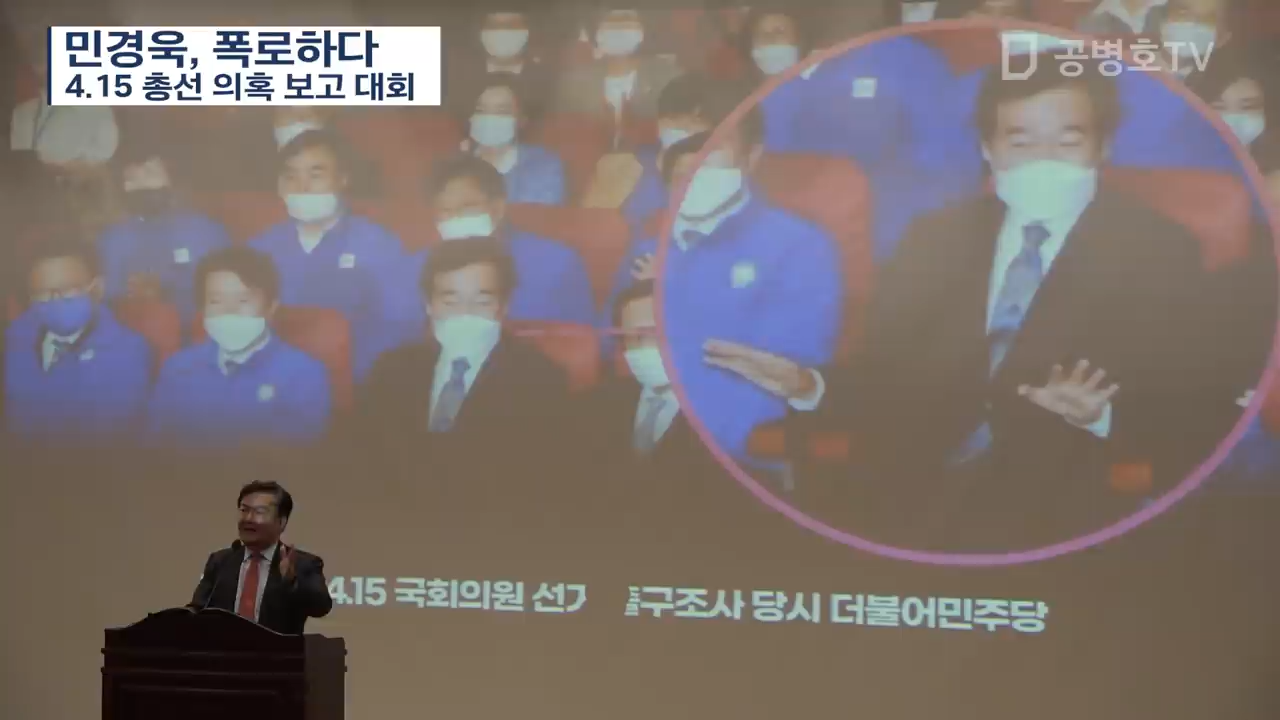 민경욱, 폭로하다
4.15 총선 의혹 보고 대회
공병호TV
4.15 국회의원 선거
구조사 당시 더불어민주당